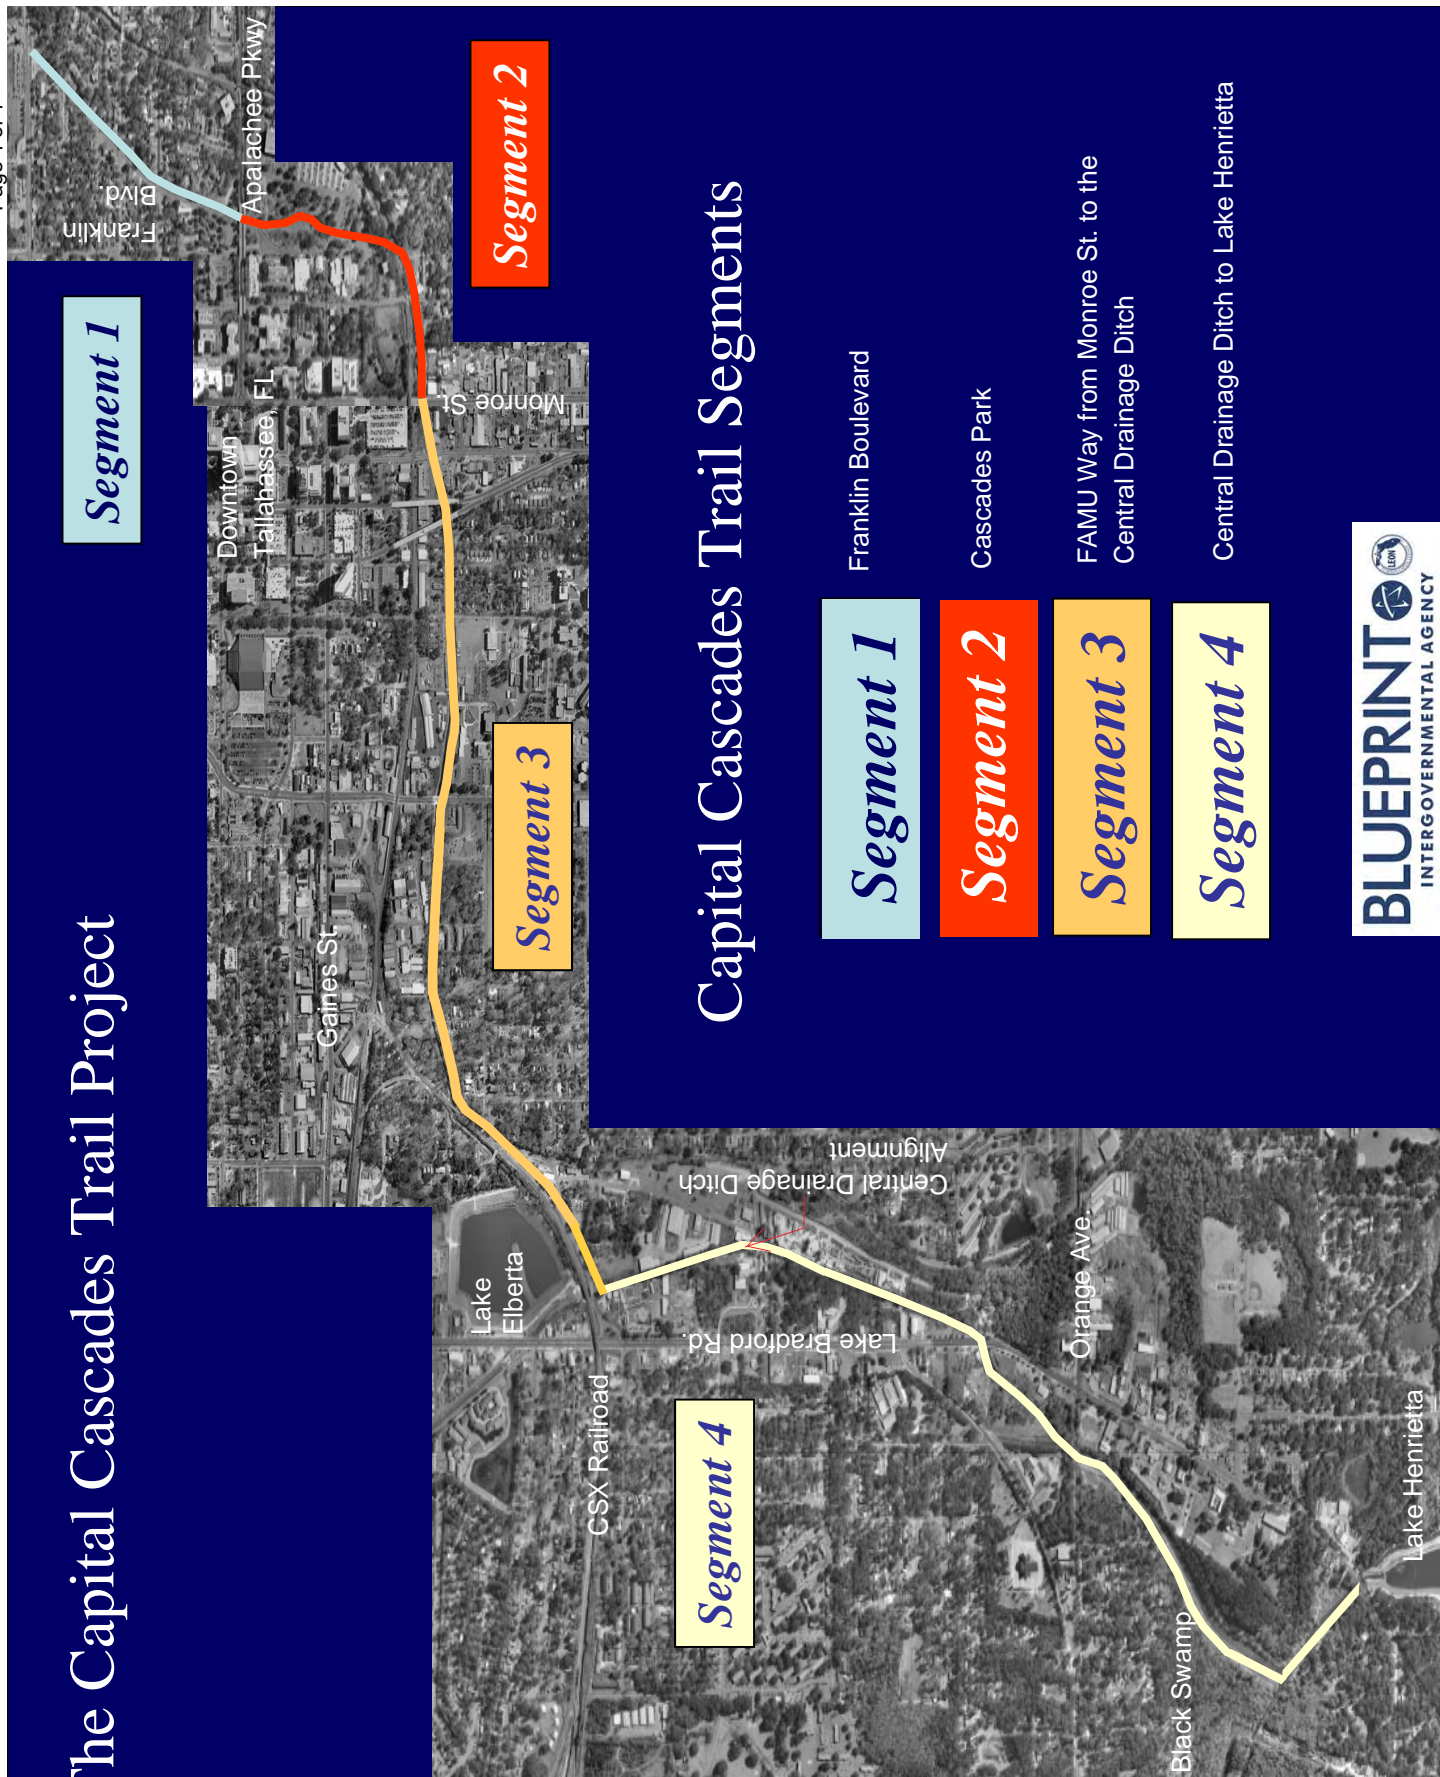 The Capital Cascades Trail Project
Segment 1
Franklin
Blvd.
Apalachee Pkwy
Segment 2
Downtown
Tallahassee, FL
Monroe St.
Gaines St.
Segment 3
Lake
Elberta
CSX Railroad
Lake Bradford Rd.
Central Drainage Ditch
Alignment
Segment 4
Orange Ave.
Black Swamp
Lake Henrietta
Capital Cascades Trail Segments
Segment 1
Franklin Boulevard
Segment 2
Cascades Park
Segment 3
FAMU Way from Monroe St. to the
Central Drainage Ditch
Segment 4
Central Drainage Ditch to Lake Henrietta
BLUEPRINT
INTERGOVERNMENTAL AGENCY
LEON